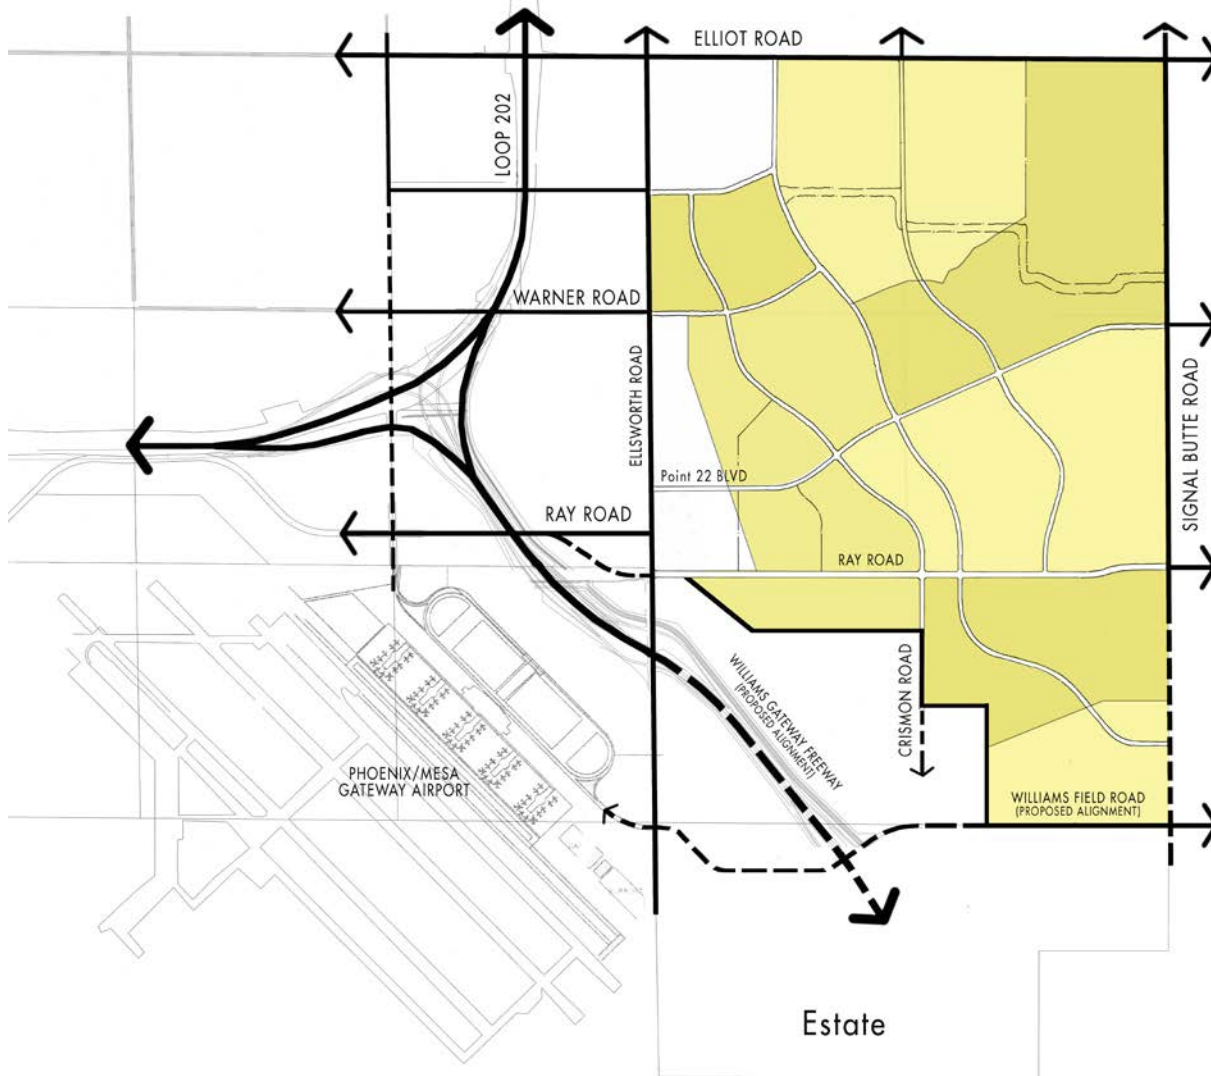 ELLIOT ROAD
LOOP 202
WARNER ROAD
ELLSWORTH ROAD
SIGNAL BUTTE ROAD
Point 22 BLVD
RAY ROAD
RAY ROAD
CRISMON ROAD
WILLIAMS GATEWAY FREEWAY
(PROPOSED ALIGNMENT)
PHOENIX/MESA
GATEWAY AIRPORT
WILLIAMS FIELD ROAD
(PROPOSED ALIGNMENT)
Estate